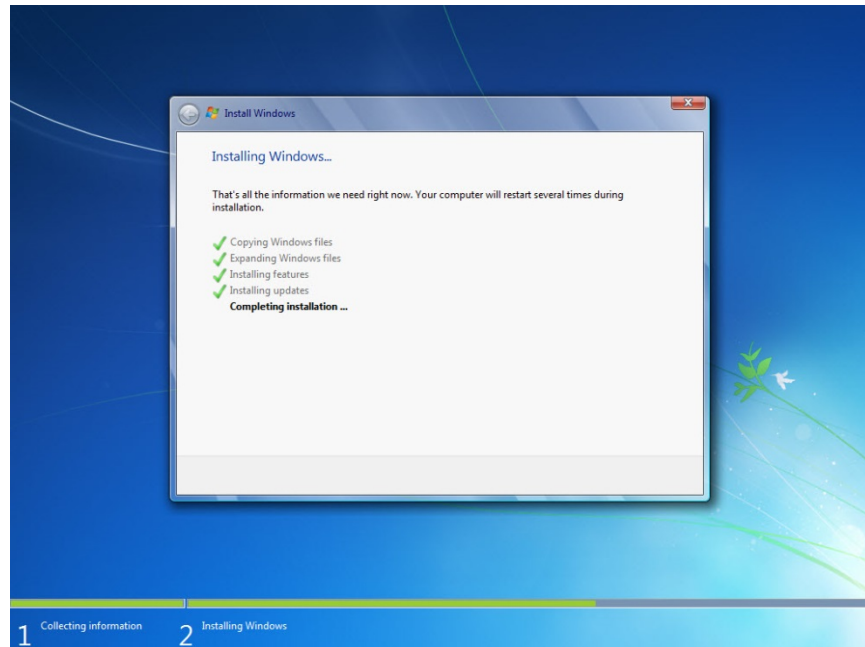 Install Windows
Installing Windows...
That's all the information we need right now. Your computer will restart several times during
installation.
Copying Windows files
Expanding Windows files
Installing features
Installing updates
Completing installation ...
1 Collecting information
2 Installing Windows